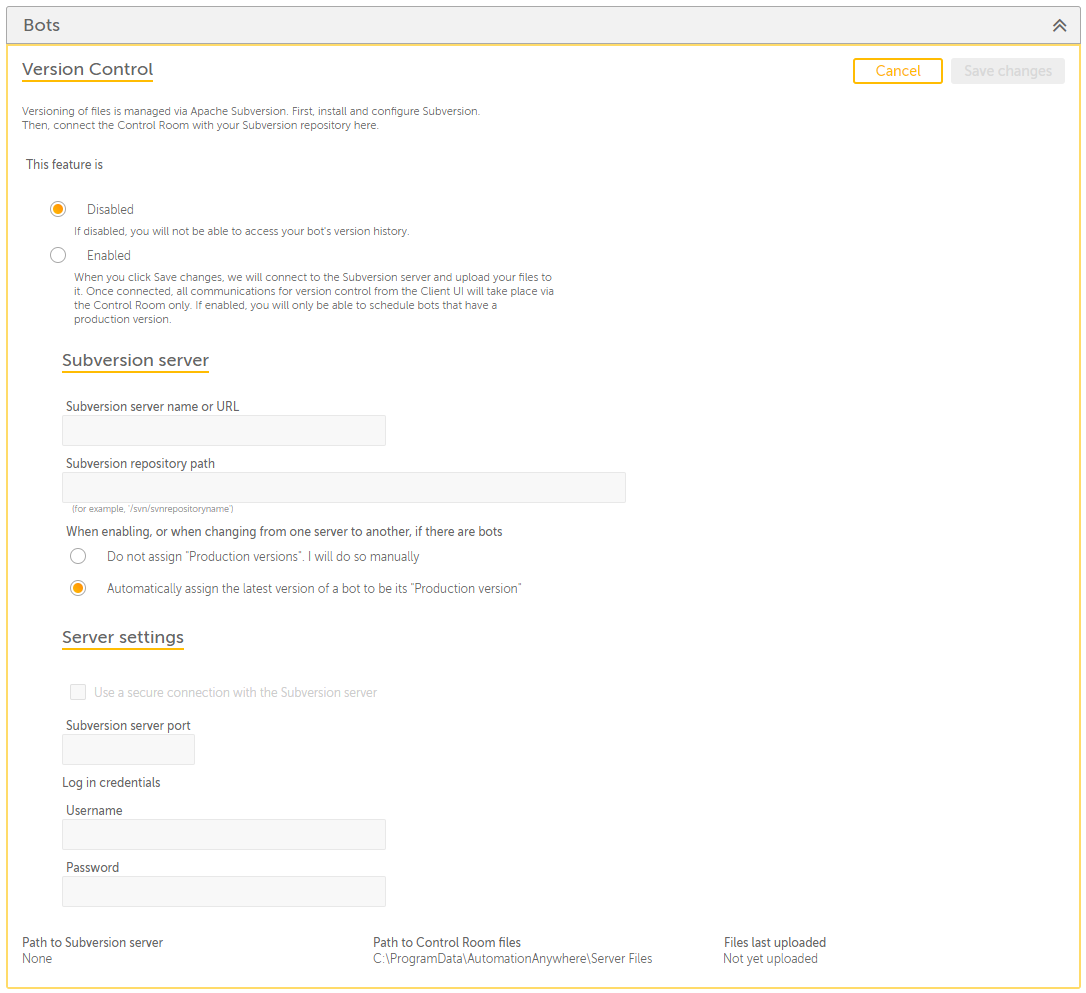 Bots
Version Control
Cancel
Save changes
Versioning of files is managed via Apache Subversion. First, install and configure Subversion.
Then, connect the Control Room with your Subversion repository here.
This feature is
Disabled
If disabled, you will not be able to access your bot's version history.
Enabled
When you click Save changes, we will connect to the Subversion server and upload your files to
it. Once connected, all communications for version control from the Client UI will take place via
the Control Room only. If enabled, you will only be able to schedule bots that have a
production version.
Subversion server
Subversion server name or URL
Subversion repository path
(for example, '/svn/svnrepositoryname')
When enabling, or when changing from one server to another, if there are bots
Do not assign "Production versions". I will do so manually
Automatically assign the latest version of a bot to be its "Production version"
Server settings
Use a secure connection with the Subversion server
Subversion server port
Log in credentials
Username
Password
Path to Subversion server
None
Path to Control Room files
C:\ProgramData\AutomationAnywhere\Server Files
Files last uploaded
Not yet uploaded